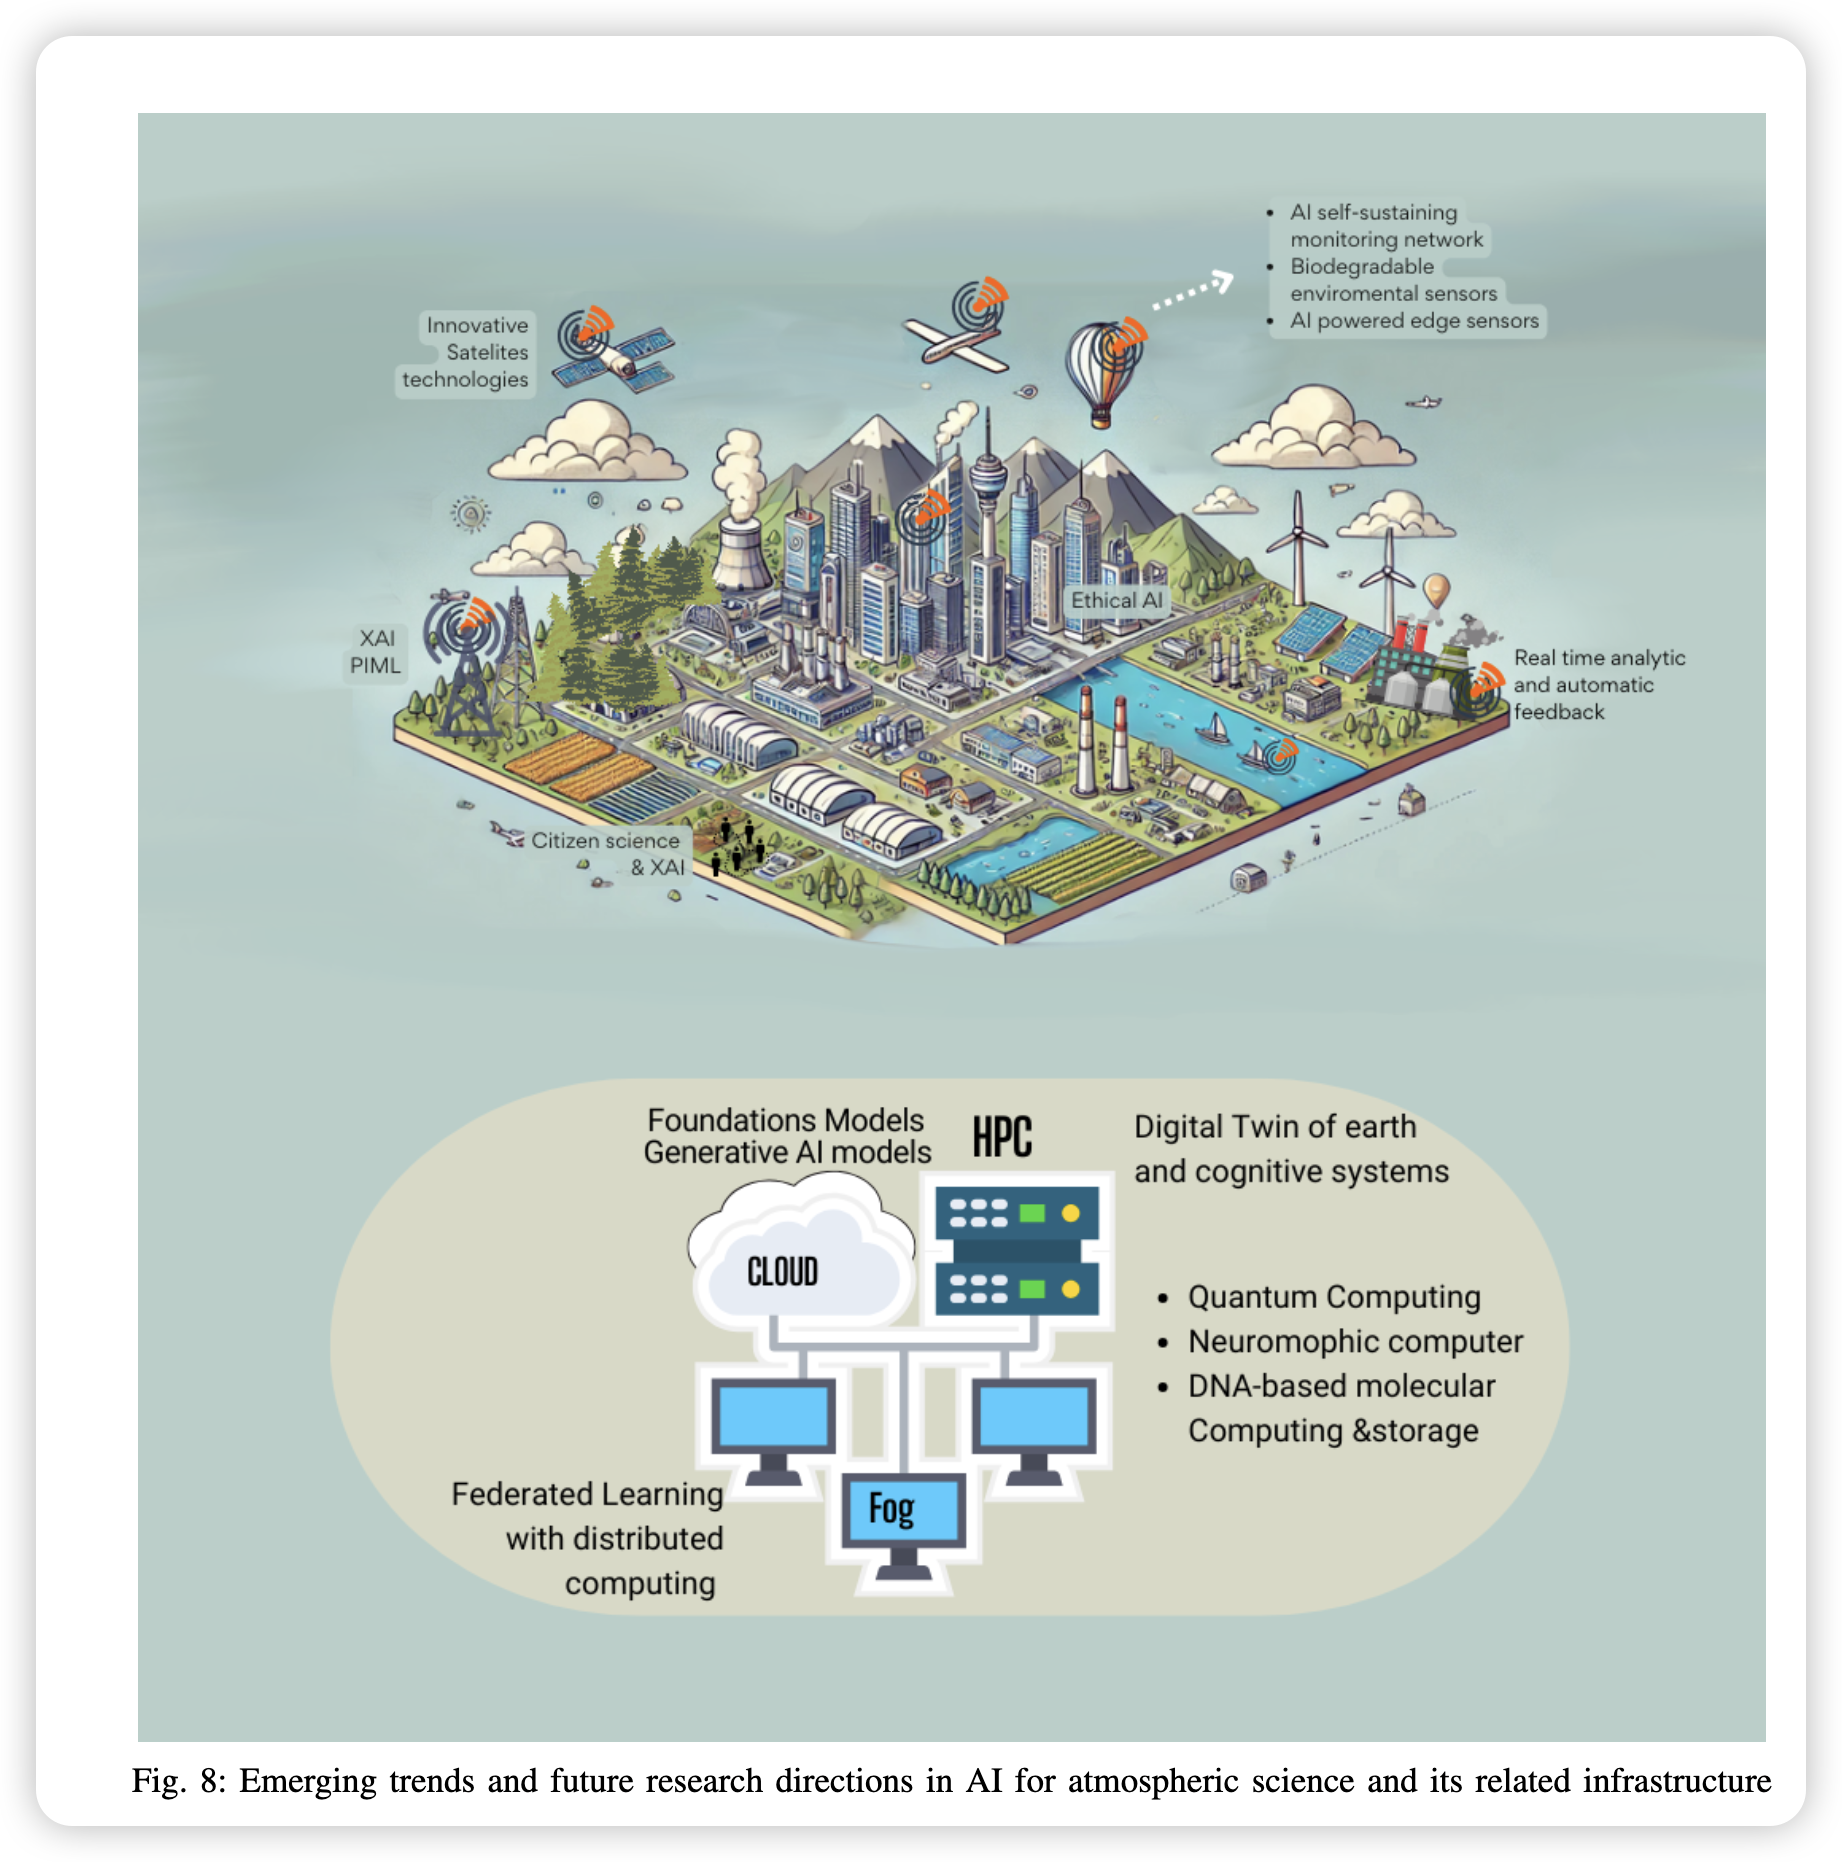 • AI self-sustaining
monitoring network
• Biodegradable
enviromental sensors
• AI powered edge sensors
Innovative
Satelites
technologies
Ethical AI
XAI
PIML
Real time analytic
and automatic
feedback
Citizen science
& XAI
Foundations Models
Generative AI models
HPC
Digital Twin of earth
and cognitive systems
CLOUD
• Quantum Computing
• Neuromophic computer
• DNA-based molecular
Computing &storage
Federated Learning
with distributed
computing
Fog
Fig. 8: Emerging trends and future research directions in AI for atmospheric science and its related infrastructure